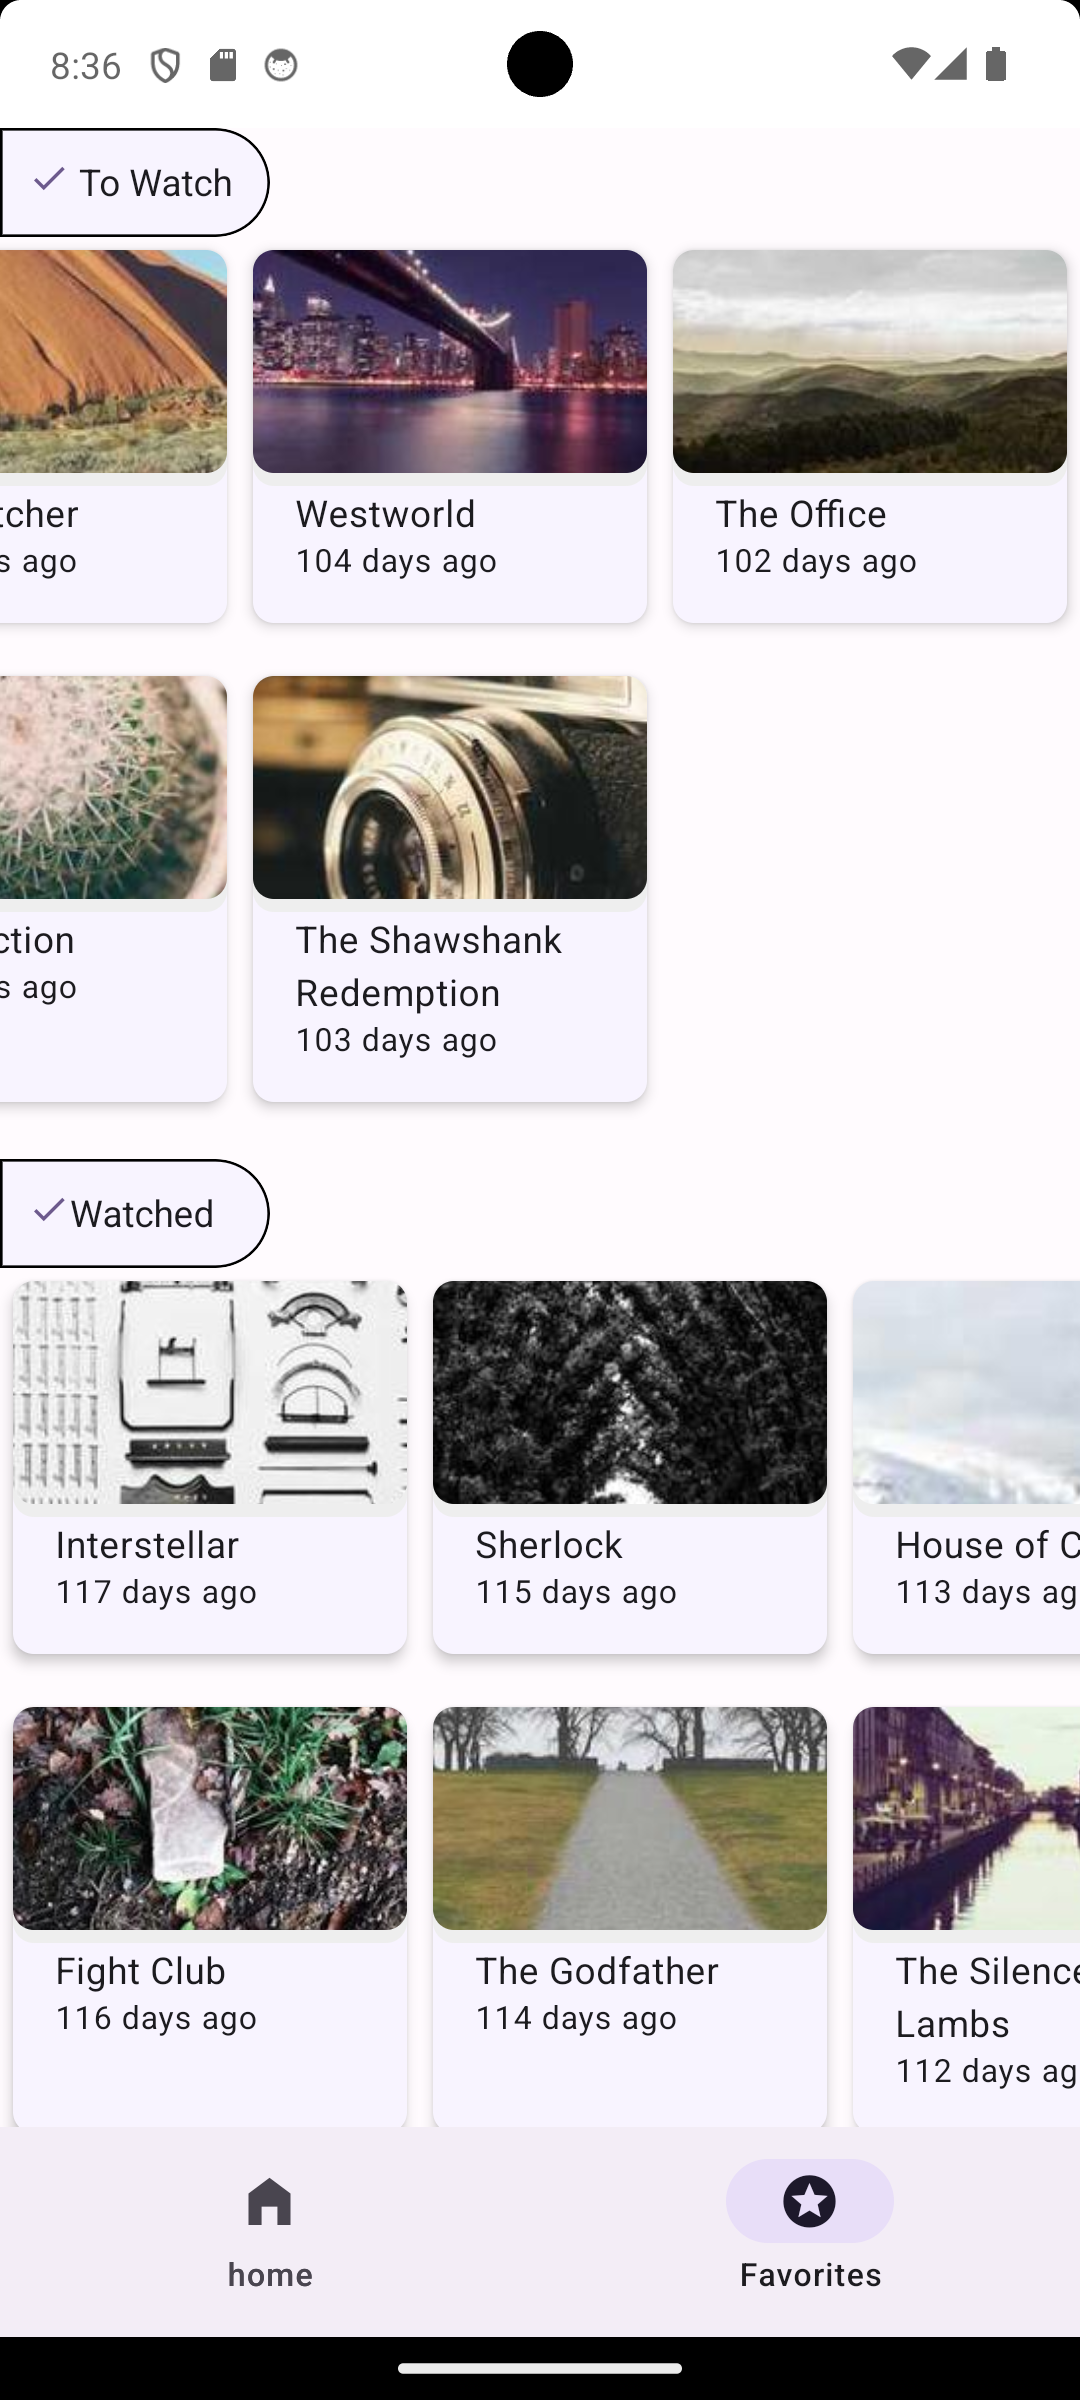 8:36
To Watch
tcher
s ago
Westworld
104 days ago
The Office
102 days ago
ction
s ago
The Shawshank
Redemption
103 days ago
Watched
Interstellar
117 days ago
Sherlock
115 days ago
House of C
113 days ag
Fight Club
116 days ago
The Godfather
114 days ago
The Silence
Lambs
112 days ag
home
Favorites